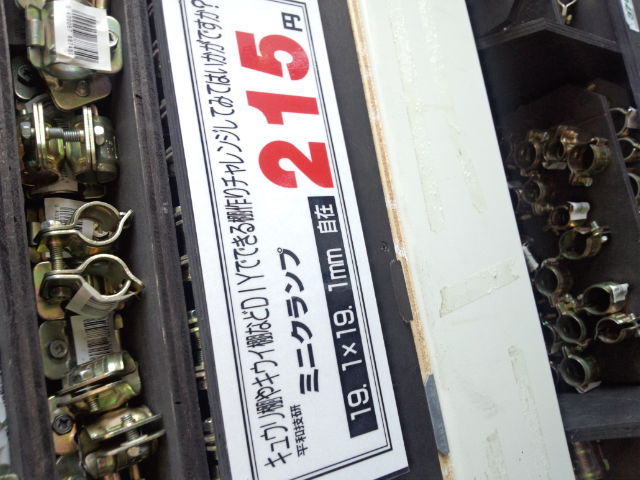 キュウリ棚やキウイ棚などDIYでできる棚作りチャレンジしてみてはいかがですか?
平和技研
ミニクランプ
215円
19.1×19.1mm 自在